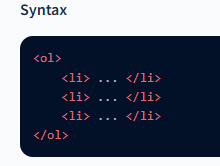 Syntax
<ol>
    <li> ... </li>
    <li> ... </li>
    <li> ... </li>
</ol>